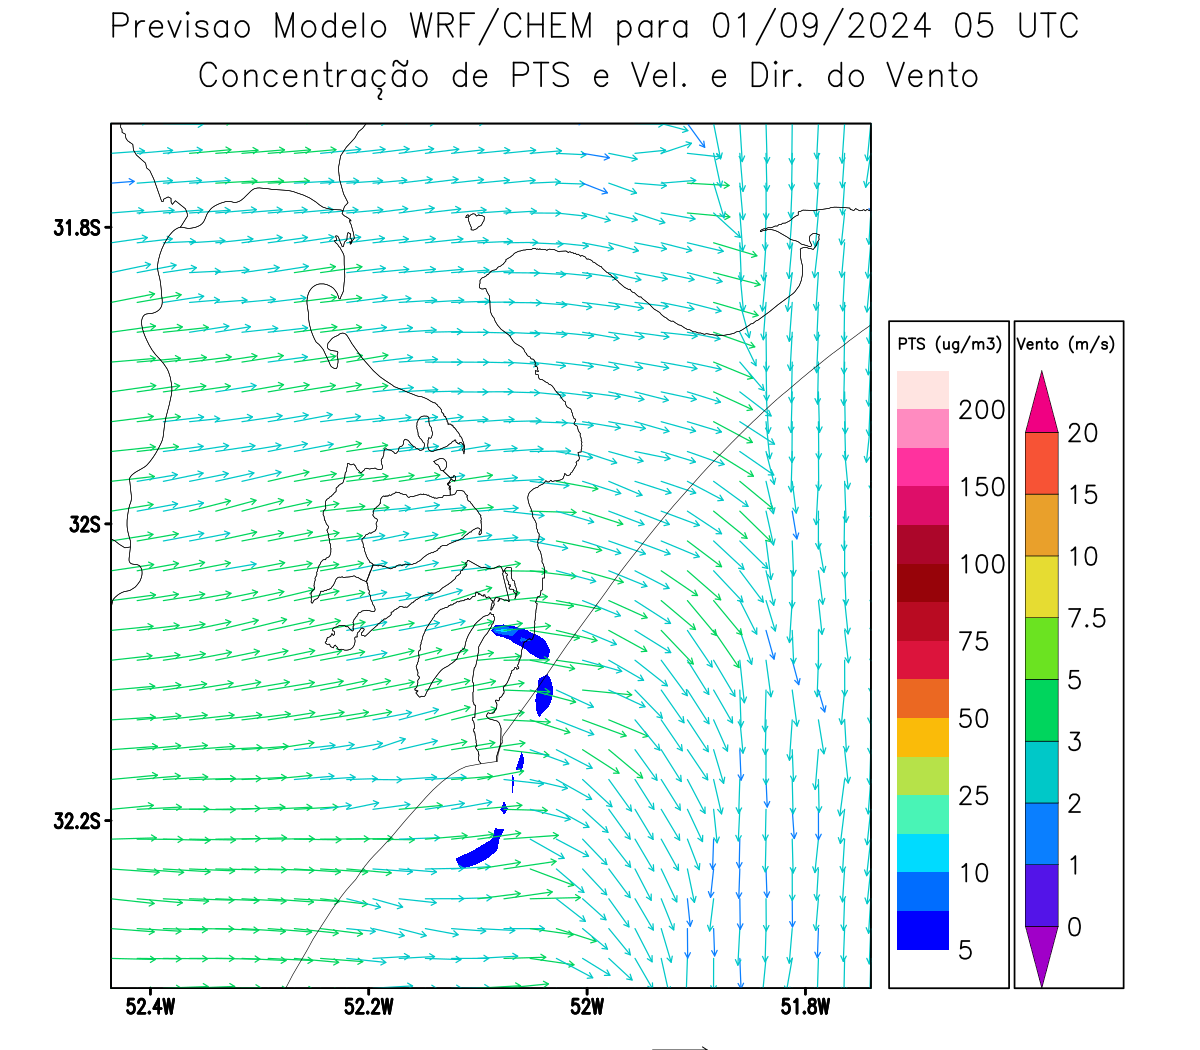 Previsao Modelo WRF/CHEM para 01/09/2024 05 UTC
Concentração de PTS e Vel. e Dir. do Vento
31.8S
32S
32.2S
52.4W
52.2W
52W
51.8W
PTS (ug/m3)
200
150
100
75
50
25
10
5
Vento (m/s)
20
15
10
7.5
5
3
2
1
0